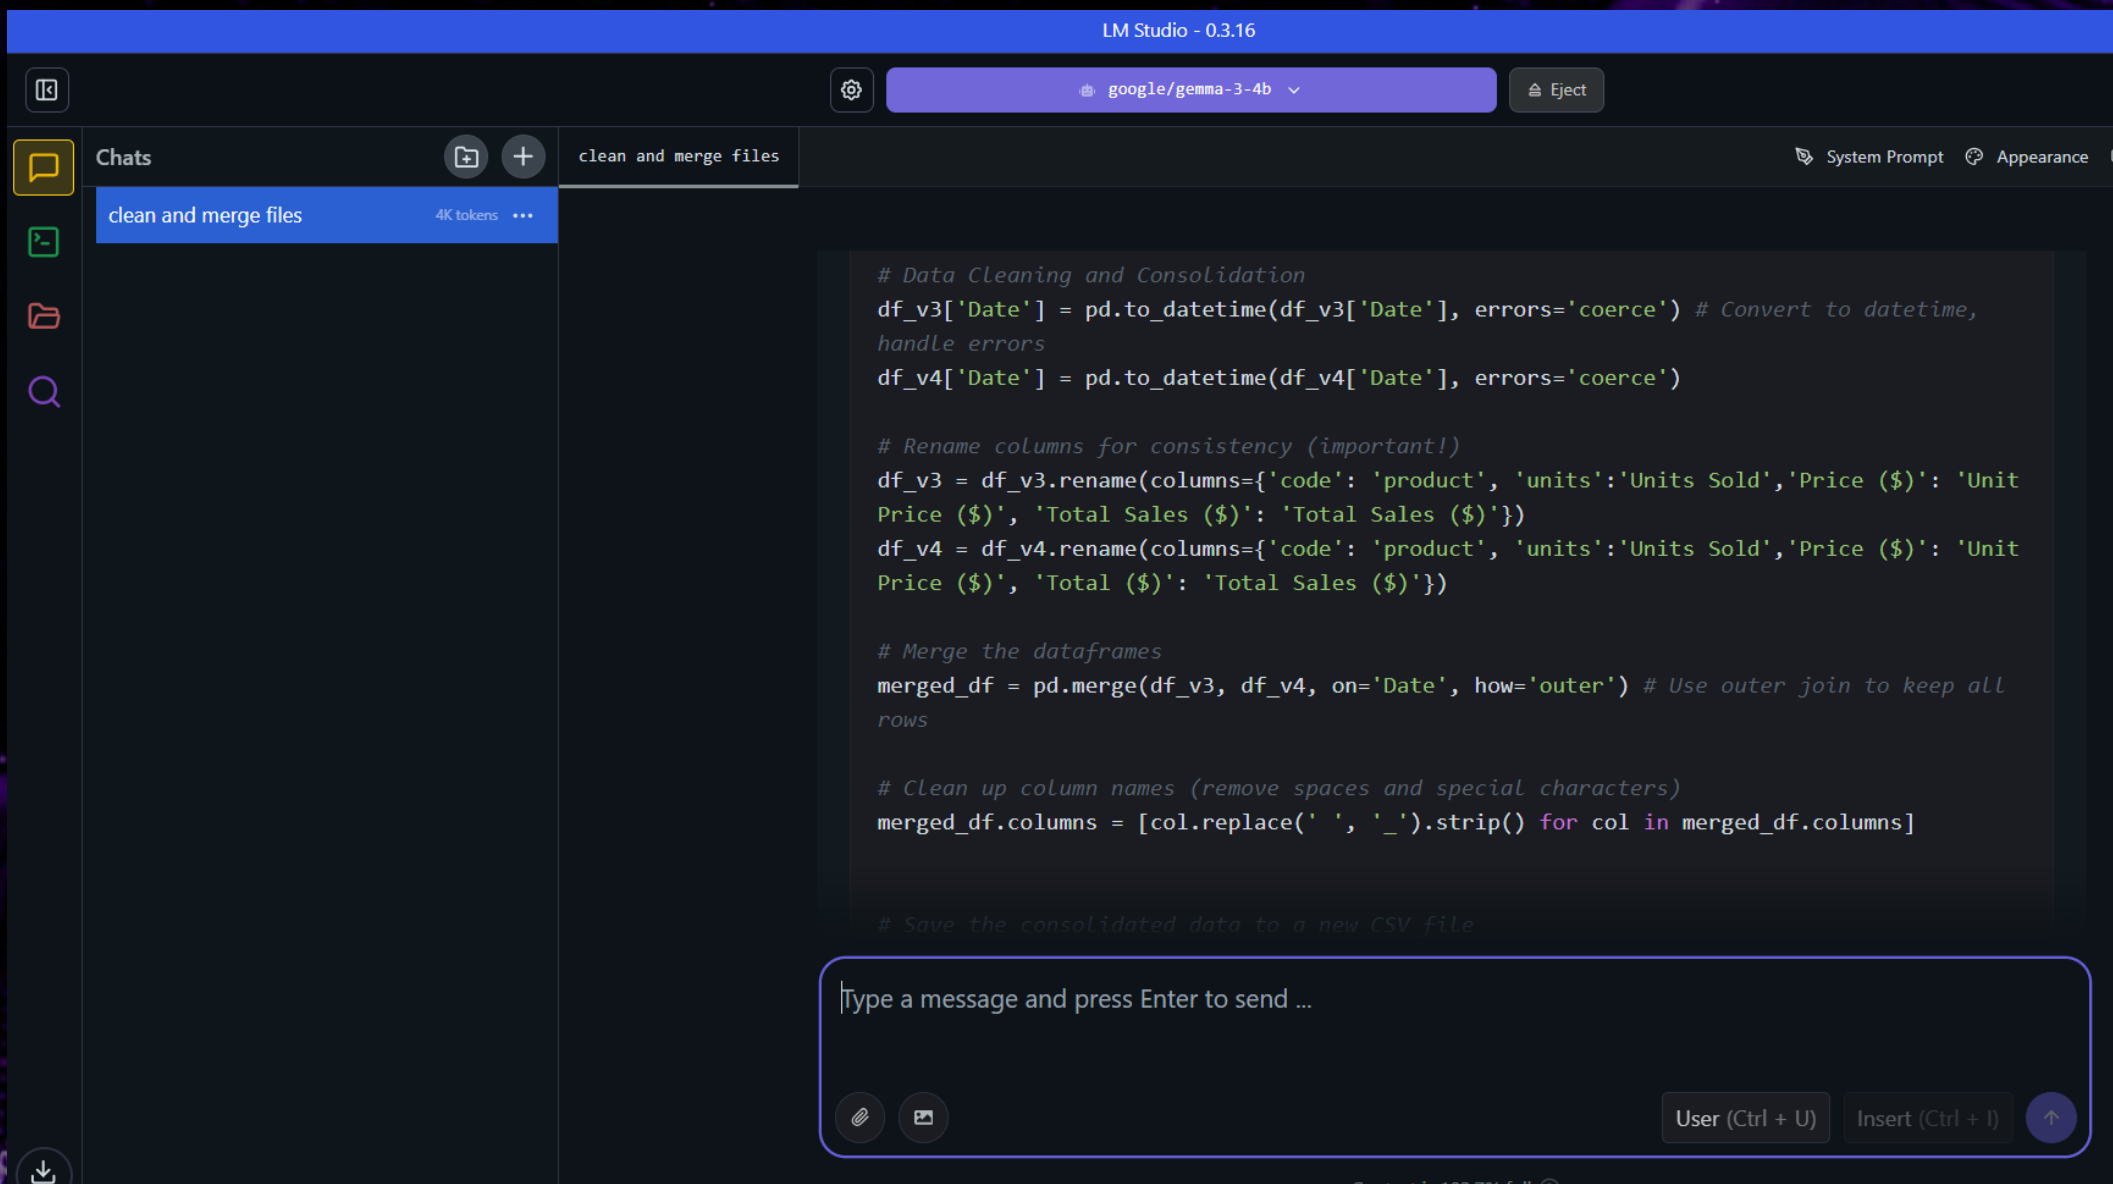 LM Studio - 0.3.16
google/gemma-3-4b
Eject
Chats
clean and merge files
System Prompt
Appearance
clean and merge files
4K tokens
# Data Cleaning and Consolidation
df_v3['Date'] = pd.to_datetime(df_v3['Date'], errors='coerce') # Convert to datetime,
handle errors
df_v4['Date'] = pd.to_datetime(df_v4['Date'], errors='coerce')
# Rename columns for consistency (important!)
df_v3 = df_v3.rename(columns={'code': 'product', 'units':'Units Sold','Price ($)': 'Unit
Price ($)', 'Total Sales ($)': 'Total Sales ($)'})
df_v4 = df_v4.rename(columns={'code': 'product', 'units':'Units Sold','Price ($)': 'Unit
Price ($)', 'Total ($)': 'Total Sales ($)'})
# Merge the dataframes
merged_df = pd.merge(df_v3, df_v4, on='Date', how='outer') # Use outer join to keep all
rows
# Clean up column names (remove spaces and special characters)
merged_df.columns = [col.replace(' ', '_').strip() for col in merged_df.columns]
# Save the consolidated data to a new CSV file
Type a message and press Enter to send ...
User (Ctrl + U)
Insert (Ctrl + I)